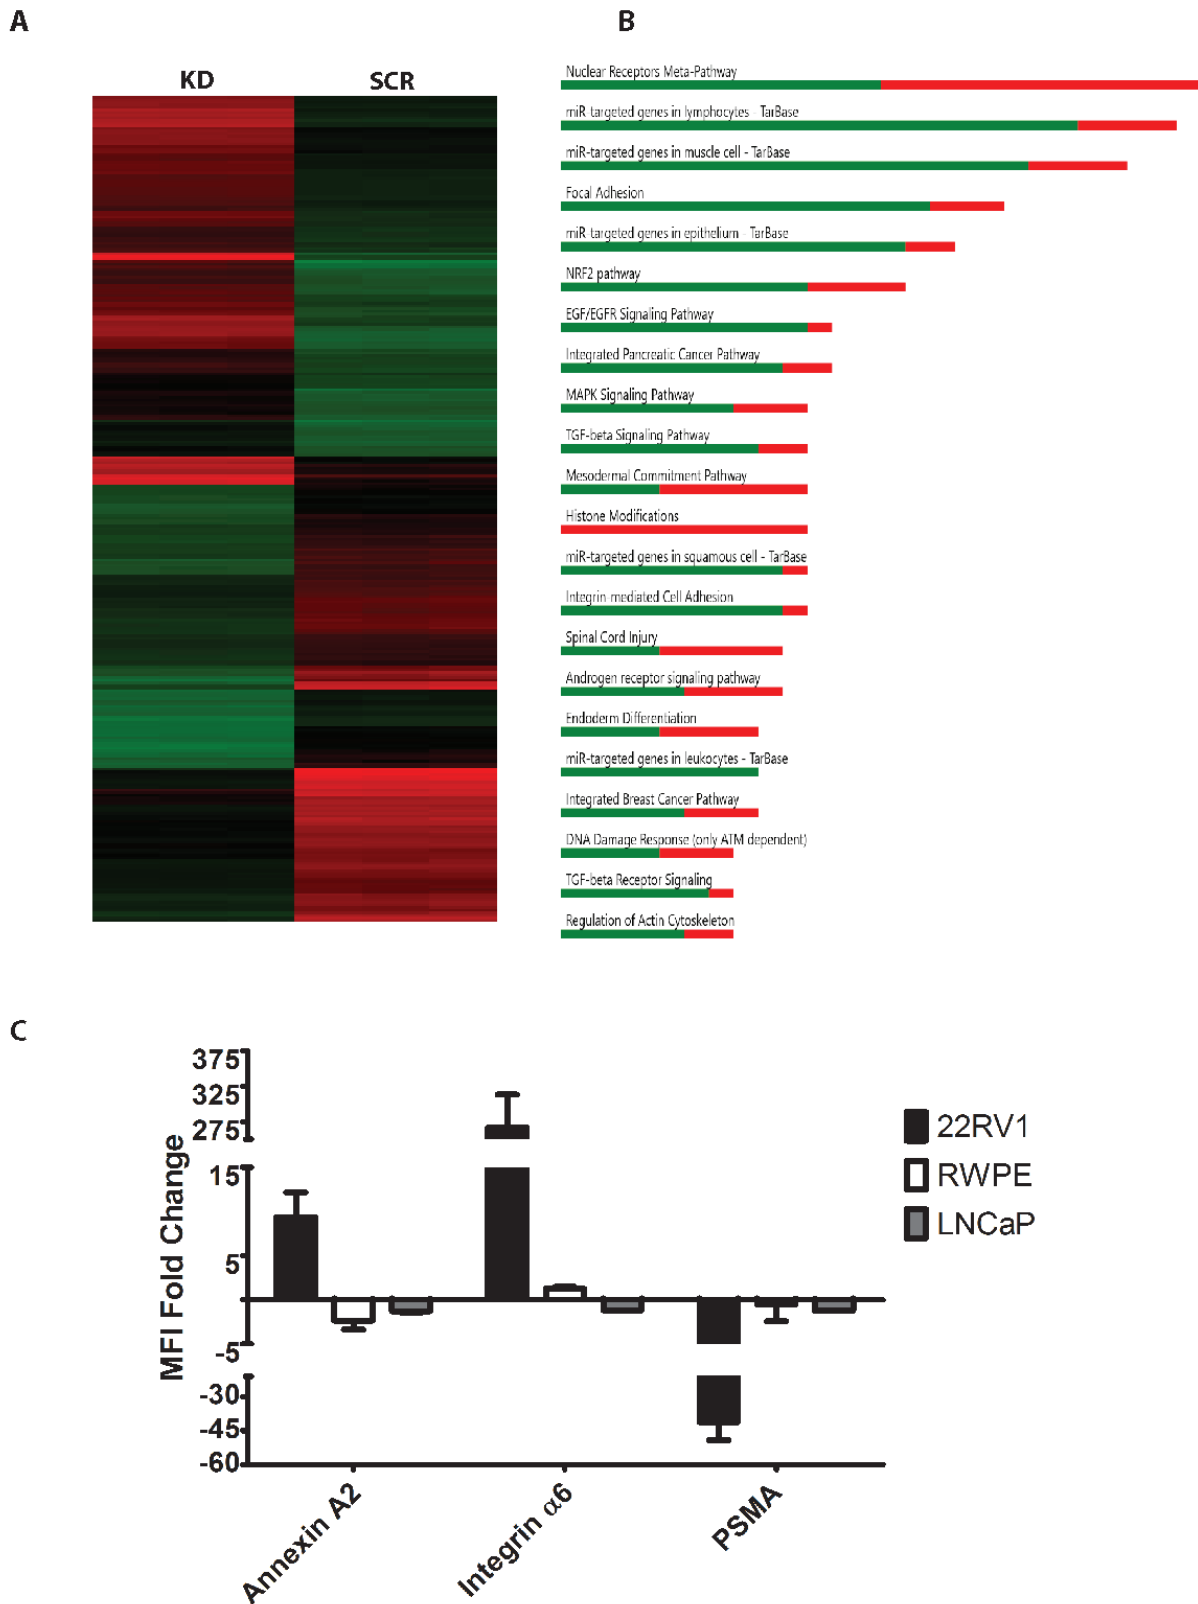 A
B
KD
SCR
Nuclear Receptors Meta-Pathway
miR targeted genes in lymphocytes - TarBase
miR-targeted genes in muscle cell - TarBase
Focal Adhesion
miR targeted genes in epithelium - TarBase
NRF2 pathway
EGF/EGFR Signaling Pathway
Integrated Pancreatic Cancer Pathway
MAPK Signaling Pathway
TGF-beta Signaling Pathway
Mesodermal Commitment Pathway
Histone Modifications
miR-targeted genes in squamous cell - TarBase
Integrin-mediated Cell Adhesion
Spinal Cord Injury
Androgen receptor signaling pathway
Endoderm Differentiation
miR-targeted genes in leukocytes - TarBase
Integrated Breast Cancer Pathway
DNA Damage Response (only ATM dependent)
TGF-beta Receptor Signaling
Regulation of Actin Cytoskeleton
C
MFI Fold Change
375
325
275
15
5
-5
-30
-45
-60
22RV1
RWPE
LNCaP
Annexin A2
Integrin α6
PSMA